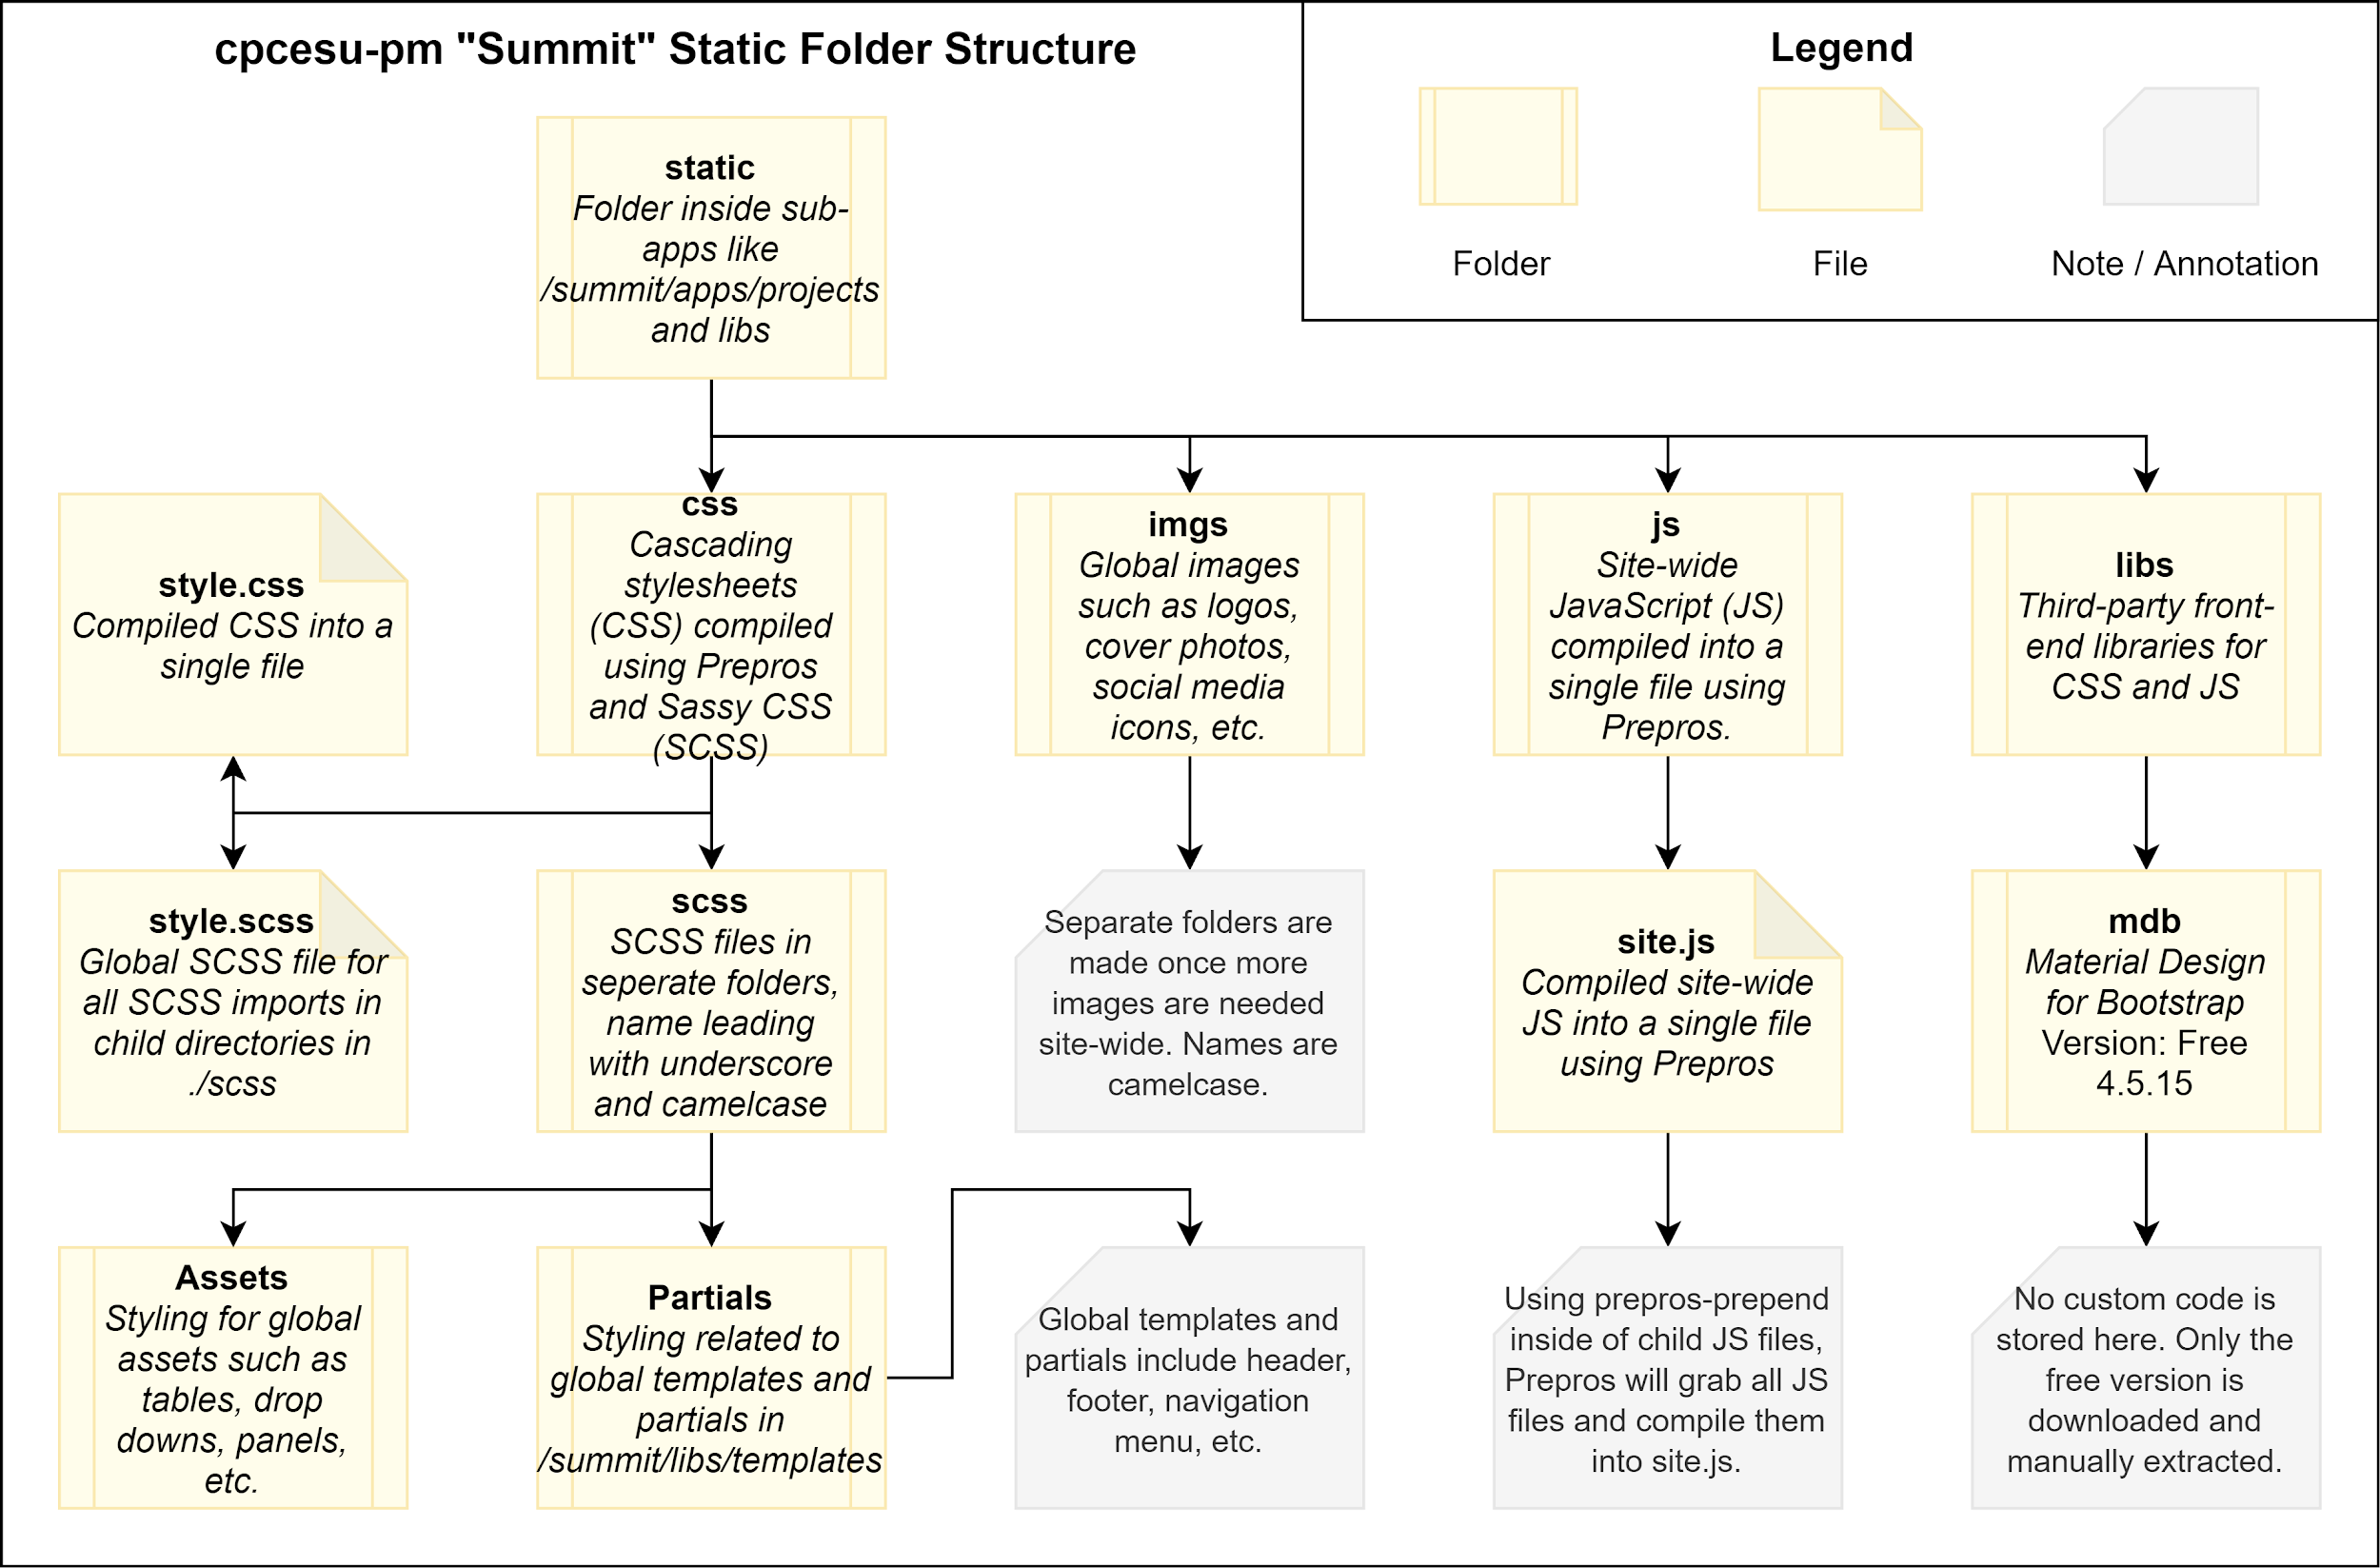 cpcesu-pm "Summit" Static Folder Structure
Legend
Folder
File
Note / Annotation
static
Folder inside sub-
apps like
/summit/apps/projects
and libs
style.css
Compiled CSS into a
single file
css
Cascading
stylesheets
(CSS) compiled
using Prepros
and Sassy CSS
(SCSS)
imgs
Global images
such as logos,
cover photos,
social media
icons, etc.
js
Site-wide
JavaScript (JS)
compiled into a
single file using
Prepros.
libs
Third-party front-
end libraries for
CSS and JS
style.scss
Global SCSS file for
all SCSS imports in
child directories in
./scss
scss
SCSS files in
seperate folders,
name leading
with underscore
and camelcase
Separate folders are
made once more
images are needed
site-wide. Names are
camelcase.
site.js
Compiled site-wide
JS into a single file
using Prepros
mdb
Material Design
for Bootstrap
Version: Free
4.5.15
Assets
Styling for global
assets such as
tables, drop
downs, panels,
etc.
Partials
Styling related to
global templates and
partials in
/summit/libs/templates
Global templates and
partials include header,
footer, navigation
menu, etc.
Using prepros-prepend
inside of child JS files,
Prepros will grab all JS
files and compile them
into site.js.
No custom code is
stored here. Only the
free version is
downloaded and
manually extracted.